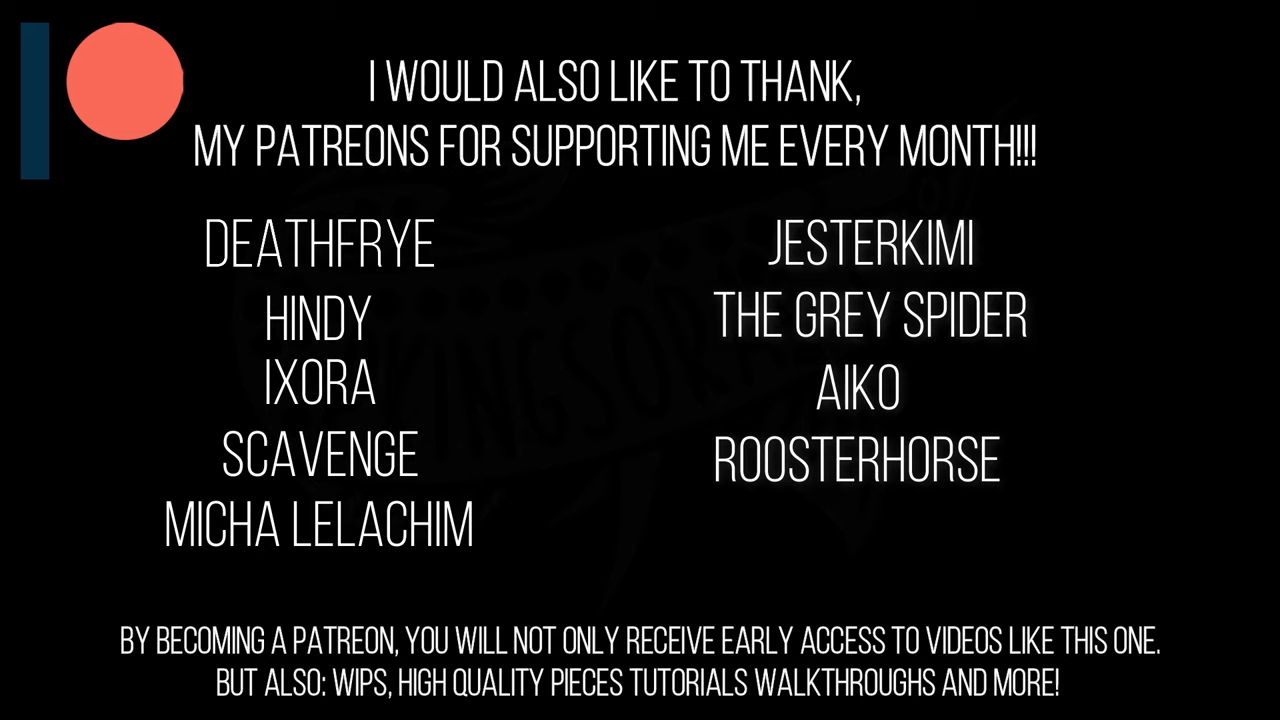 I WOULD ALSO LIKE TO THANK,
MY PATREONS FOR SUPPORTING ME EVERY MONTH!!!
DEATHFRYE
HINDY
IXORA
SCAVENGE
MICHA LELACHIM
JESTERKIMI
THE GREY SPIDER
AIKO
ROOSTERHORSE
BY BECOMING A PATREON, YOU WILL NOT ONLY RECEIVE EARLY ACCESS TO VIDEOS LIKE THIS ONE.
BUT ALSO: WIPS, HIGH QUALITY PIECES TUTORIALS WALKTHROUGHS AND MORE!